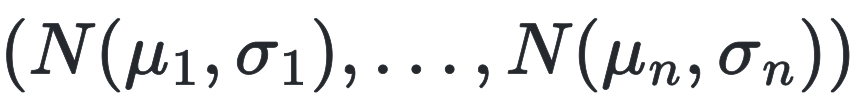 (N(μ₁, σ₁), . . . , N(μₙ, σₙ))